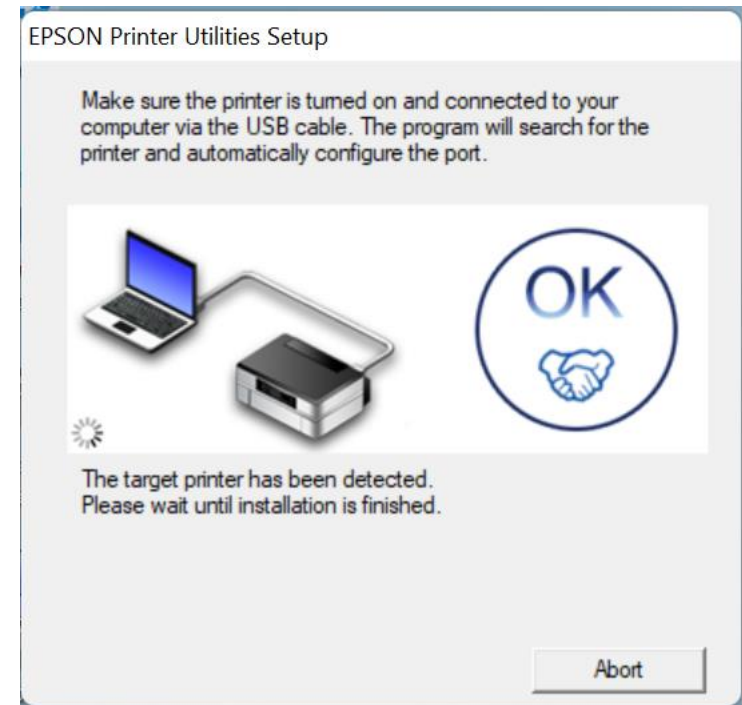 EPSON Printer Utilities Setup
Make sure the printer is turned on and connected to your
computer via the USB cable. The program will search for the
printer and automatically configure the port.
OK
The target printer has been detected.
Please wait until installation is finished.
Abort